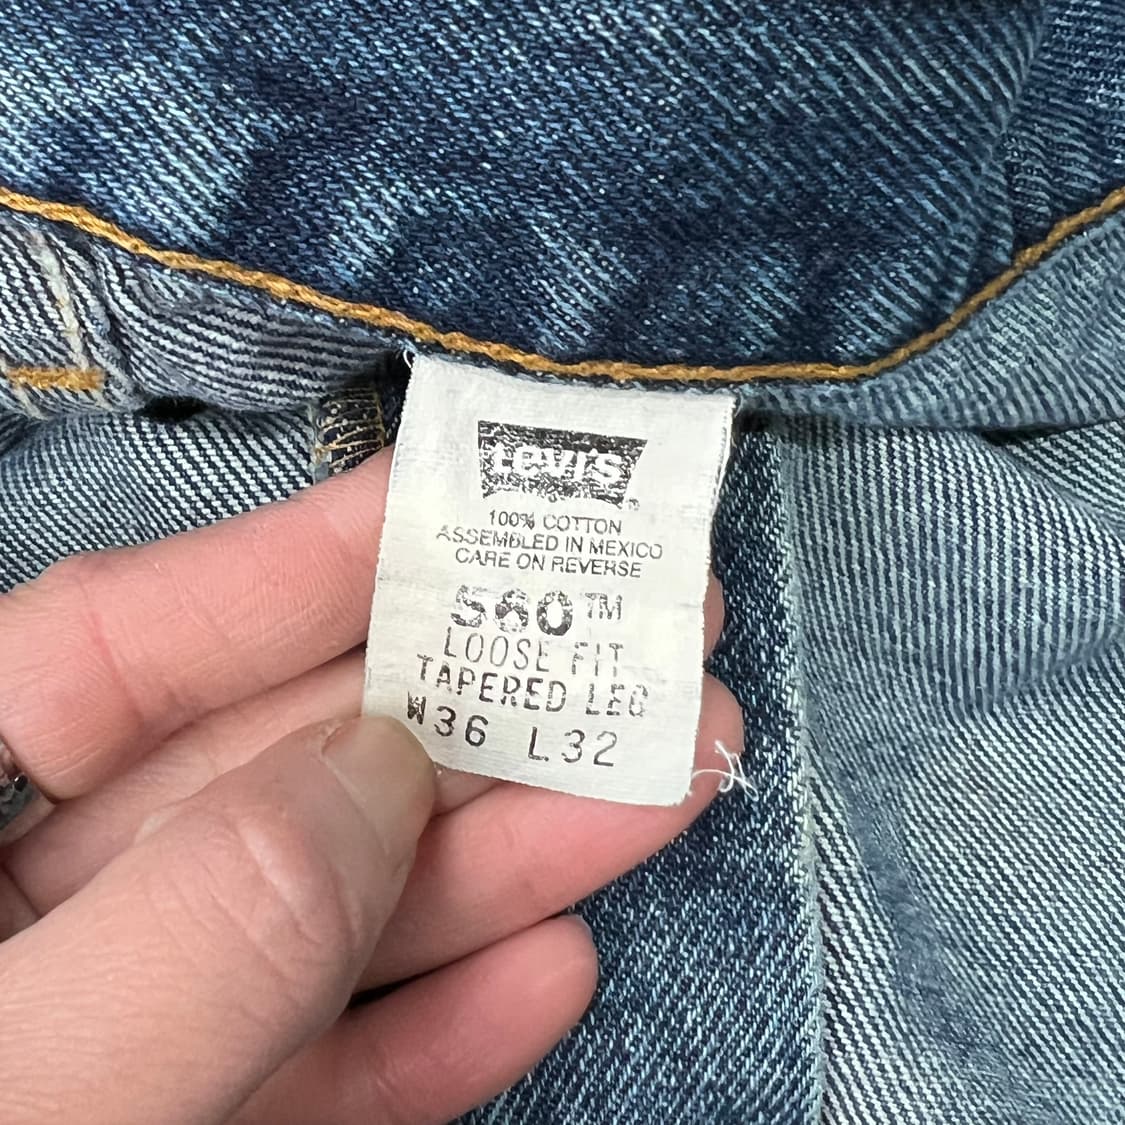 Levi's ®
100% COTTON
ASSEMBLED IN MEXICO
CARE ON REVERSE
560™
LOOSE FIT
TAPERED LEG
W36 L32